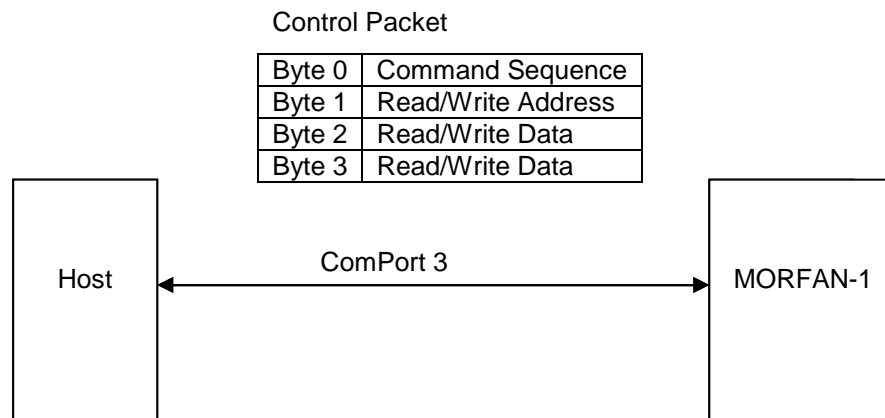 Control Packet
Byte 0 Command Sequence
Byte 1 Read/Write Address
Byte 2 Read/Write Data
Byte 3 Read/Write Data
ComPort 3
Host
MORFAN-1